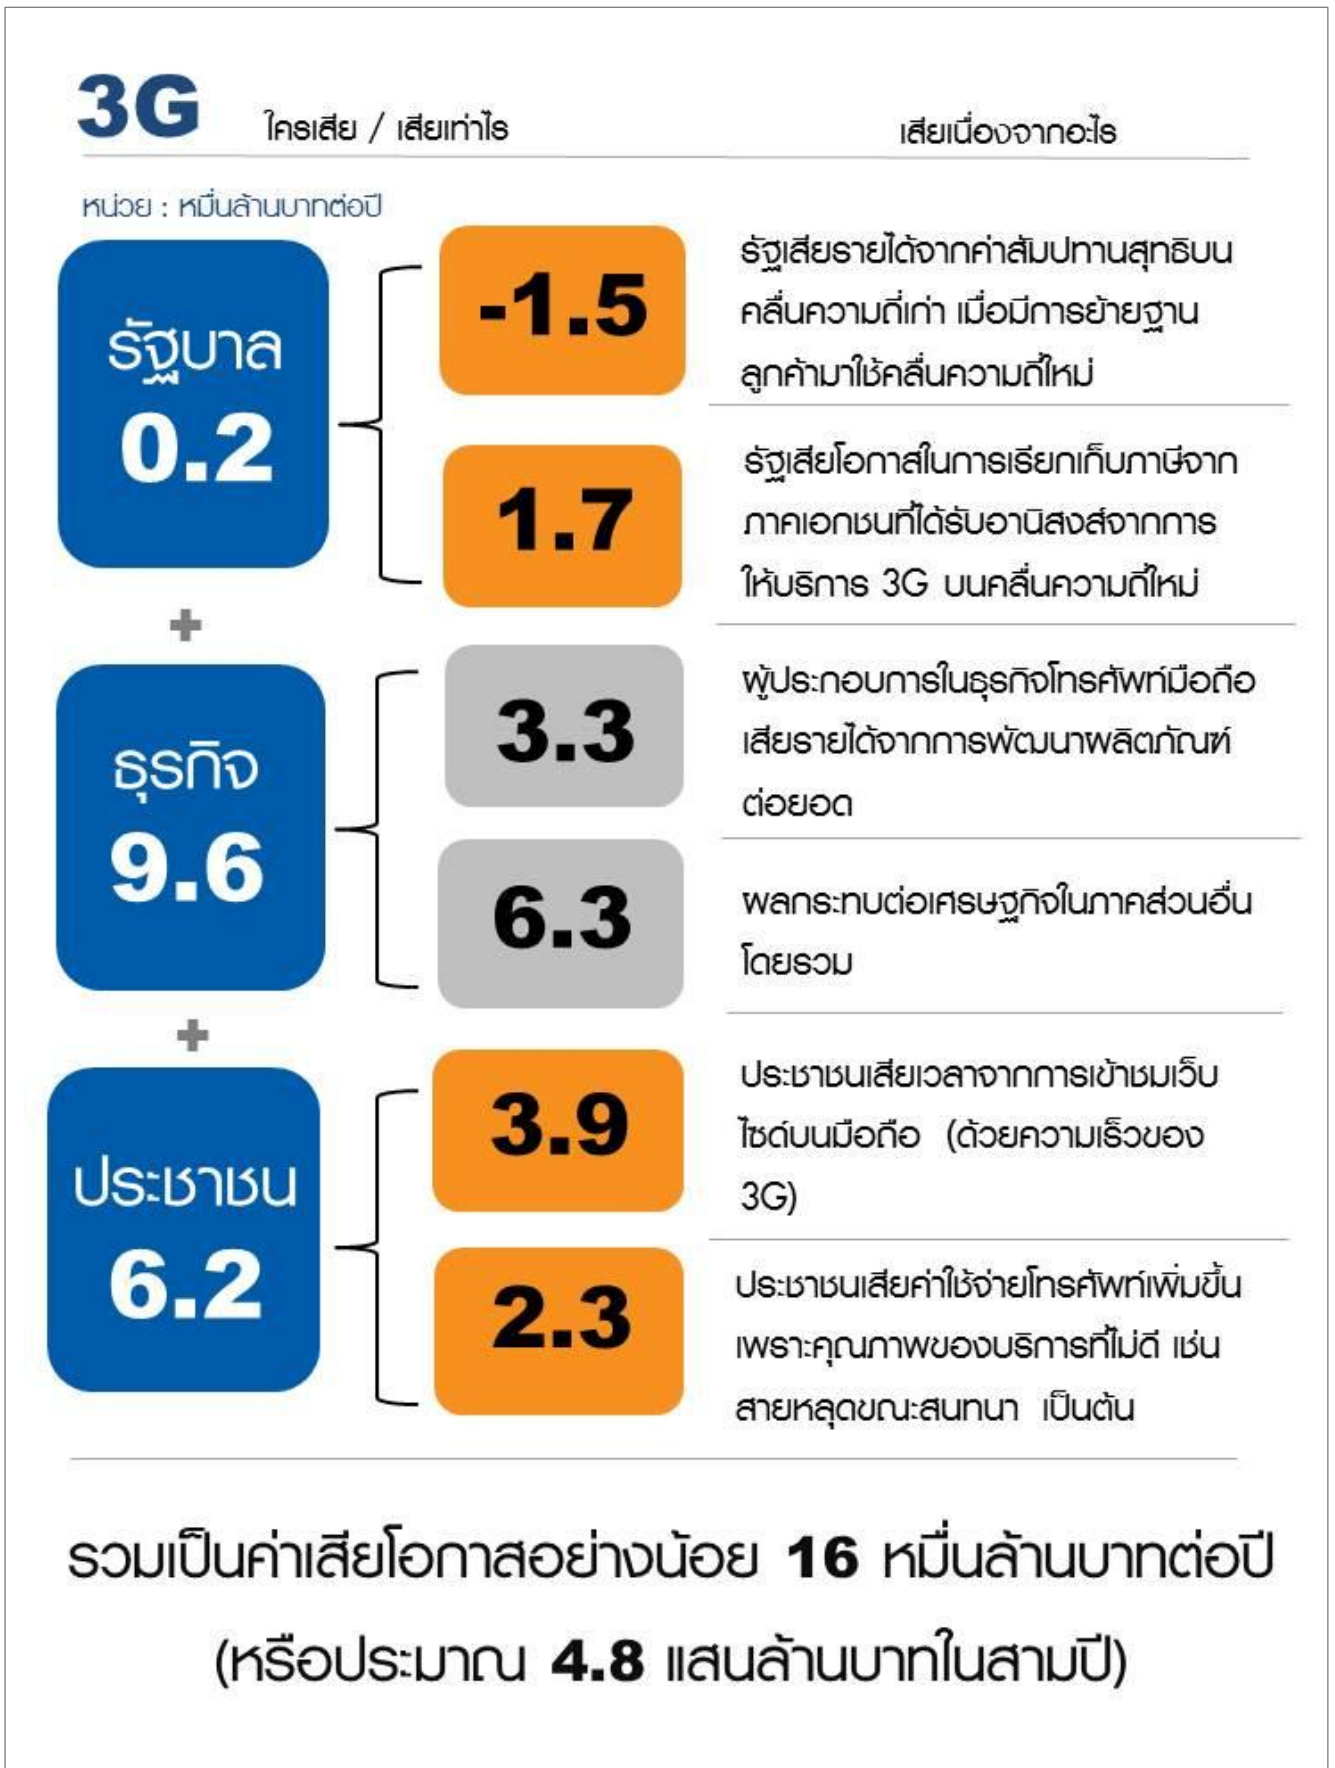 3G ใครเสีย / เสียเท่าไร เสียเนื่องจากอะไร
หน่วย : หมื่นล้านบาทต่อปี
รัฐบาล
0.2
-1.5
รัฐเสียรายได้จากค่าสัมปทานสุทธิบน
คลื่นความถี่เก่า เมื่อมีการย้ายฐาน
ลูกค้ามาใช้คลื่นความถี่ใหม่
1.7
รัฐเสียโอกาสในการเรียกเก็บภาษีจาก
ภาคเอกชนที่ได้รับอานิสงส์จากการ
ให้บริการ 3G บนคลื่นความถี่ใหม่
+
ธุรกิจ
9.6
3.3
ผู้ประกอบการในธุรกิจโทรศัพท์มือถือ
เสียรายได้จากการพัฒนาผลิตภัณฑ์
ต่อยอด
6.3
ผลกระทบต่อเศรษฐกิจในภาคส่วนอื่น
โดยรวม
+
ประชาชน
6.2
3.9
ประชาชนเสียเวลาจากการเข้าชมเว็บ
ไซด์บนมือถือ (ด้วยความเร็วของ
3G)
2.3
ประชาชนเสียค่าใช้จ่ายโทรศัพท์เพิ่มขึ้น
เพราะคุณภาพของบริการที่ไม่ดี เช่น
สายหลุดขณะสนทนา เป็นต้น
รวมเป็นค่าเสียโอกาสอย่างน้อย 16 หมื่นล้านบาทต่อปี
(หรือประมาณ 4.8 แสนล้านบาทในสามปี)